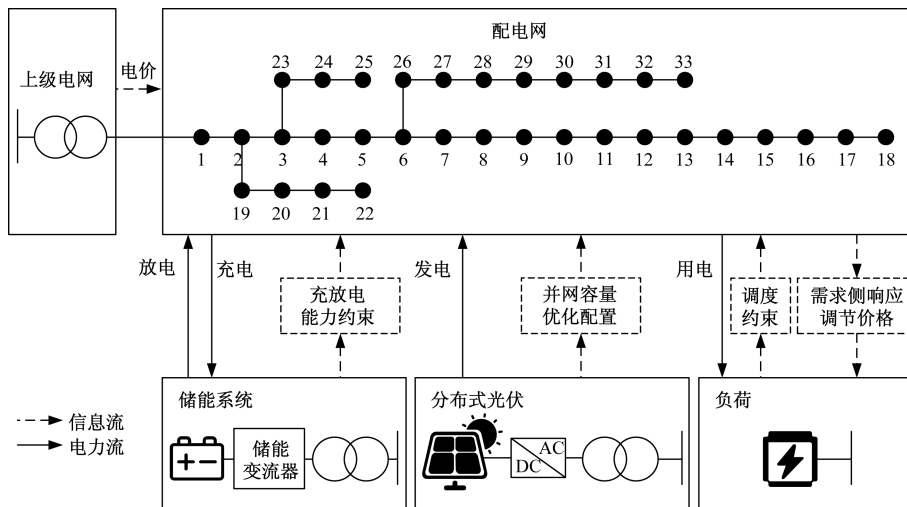 配电网
上级电网
电价
23 24 25 26 27 28 29 30 31 32 33
1 2 3 4 5 6 7 8 9 10 11 12 13 14 15 16 17 18
19 20 21 22
放电
充电
充放电
能力约束
发电
并网容量
优化配置
用电
调度
约束
需求侧响应
调节价格
信息流
电力流
储能系统
储能
变流器
分布式光伏
AC
DC
负荷